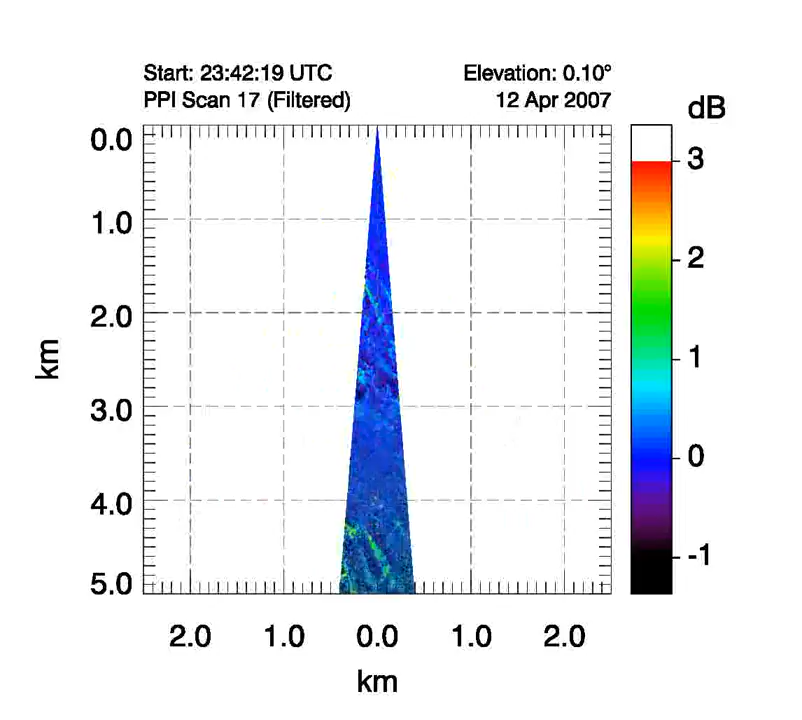 Start: 23:42:19 UTC
Elevation: 0.10°
PPI Scan 17 (Filtered)
12 Apr 2007
dB
0.0
1.0
2.0
3.0
4.0
5.0
km
3
2
1
0
-1
2.0 1.0 0.0 1.0 2.0
km